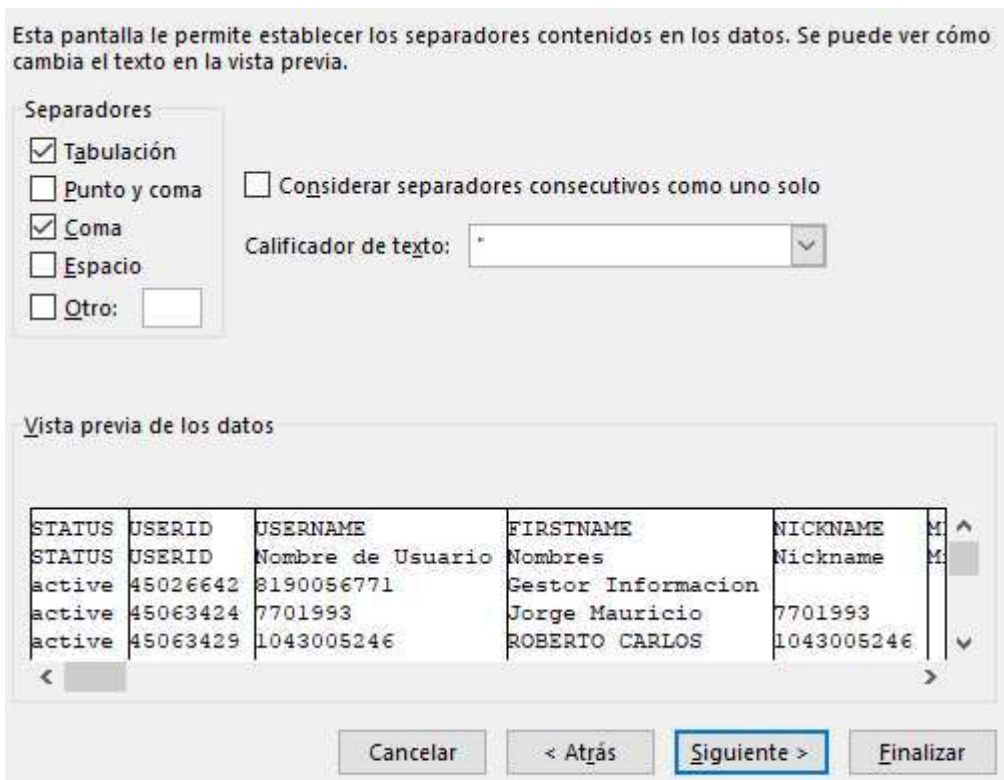 Esta pantalla le permite establecer los separadores contenidos en los datos. Se puede ver cómo
cambia el texto en la vista previa.
Separadores
Tabulación
Punto y coma
Considerar separadores consecutivos como uno solo
Coma
Calificador de texto: "
Espacio
Otro:
Vista previa de los datos
STATUS USERID USERNAME FIRSTNAME NICKNAME
STATUS USERID Nombre de Usuario Nombres Nickname
active 45026642 8190056771 Gestor Informacion
active 45063424 7701993 Jorge Mauricio 7701993
active 45063429 1043005246 ROBERTO CARLOS 1043005246
Cancelar < Atrás Siguiente > Finalizar